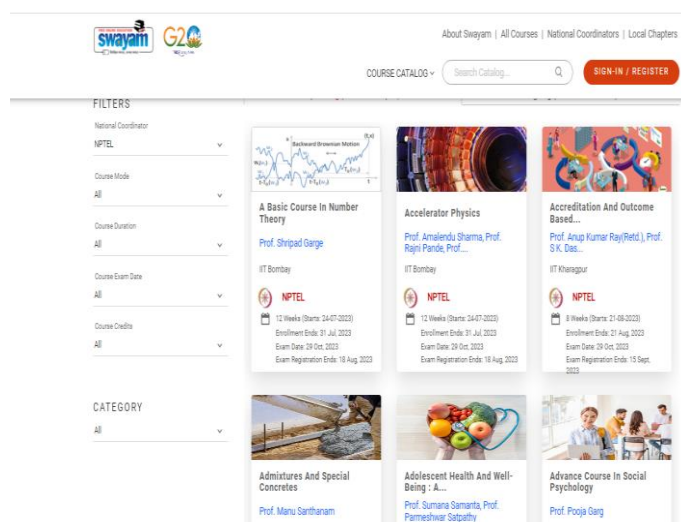 swayam
G20
About Swayam | All Courses | National Coordinators | Local Chapters
COURSE CATALOG
Search Catalog...
SIGN-IN / REGISTER
FILTERS
National Coordinator
NPTEL
Course Mode
All
Course Duration
All
Course Exam Date
All
Course Credits
All
CATEGORY
All
Backward Brownian Motion
A Basic Course In Number
Theory
Prof. Shripad Garge
IIT Bombay
NPTEL
12 Weeks (Starts: 24-07-2023)
Enrollment Ends: 31 Jul, 2023
Exam Date: 29 Oct, 2023
Exam Registration Ends: 18 Aug, 2023
Accelerator Physics
Prof. Amalendu Sharma, Prof.
Rajni Pande, Prof....
IIT Bombay
NPTEL
12 Weeks (Starts: 24-07-2023)
Enrollment Ends: 31 Jul, 2023
Exam Date: 29 Oct, 2023
Exam Registration Ends: 18 Aug, 2023
Accreditation And Outcome
Based...
Prof. Anup Kumar Ray(Retd.), Prof.
S K. Das...
IIT Kharagpur
NPTEL
8 Weeks (Starts: 21-08-2023)
Enrollment Ends: 21 Aug, 2023
Exam Date: 29 Oct, 2023
Exam Registration Ends: 15 Sept,
2023
Admixtures And Special
Concretes
Prof. Manu Santhanam
Adolescent Health And Well-
Being : A...
Prof. Sumana Samanta, Prof.
Parmeshwar Satpathy
Advance Course In Social
Psychology
Prof. Pooja Garg